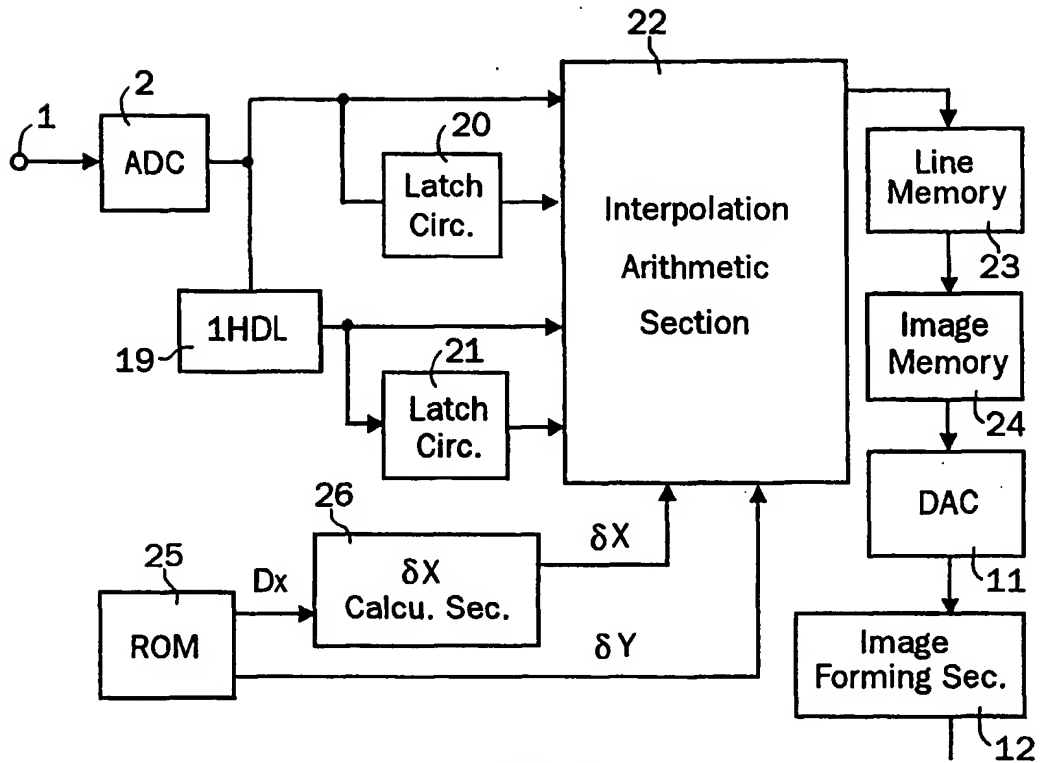 22
2
1
20
ADC
Latch
Circ.
Line
Memory
Interpolation
Arithmetic
Section
23
1HDL
19
21
Image
Memory
Latch
Circ.
24
26
DAC
δX
25
Dx
δX
Calcu. Sec.
11
ROM
δY
Image
Forming Sec.
12